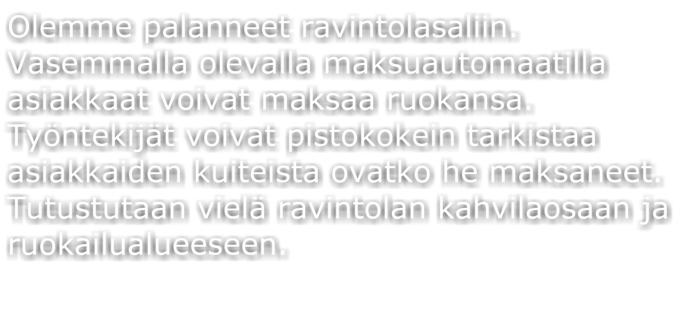 Olemme palanneet ravintolasaliin.
Vasemmalla olevalla maksuautomaatilla
asiakkaat voivat maksaa ruokansa.
Työntekijät voivat pistokokein tarkistaa
asiakkaiden kuiteista ovatko he maksaneet.
Tutustutaan vielä ravintolan kahvilaosaan ja
ruokailualueeseen.